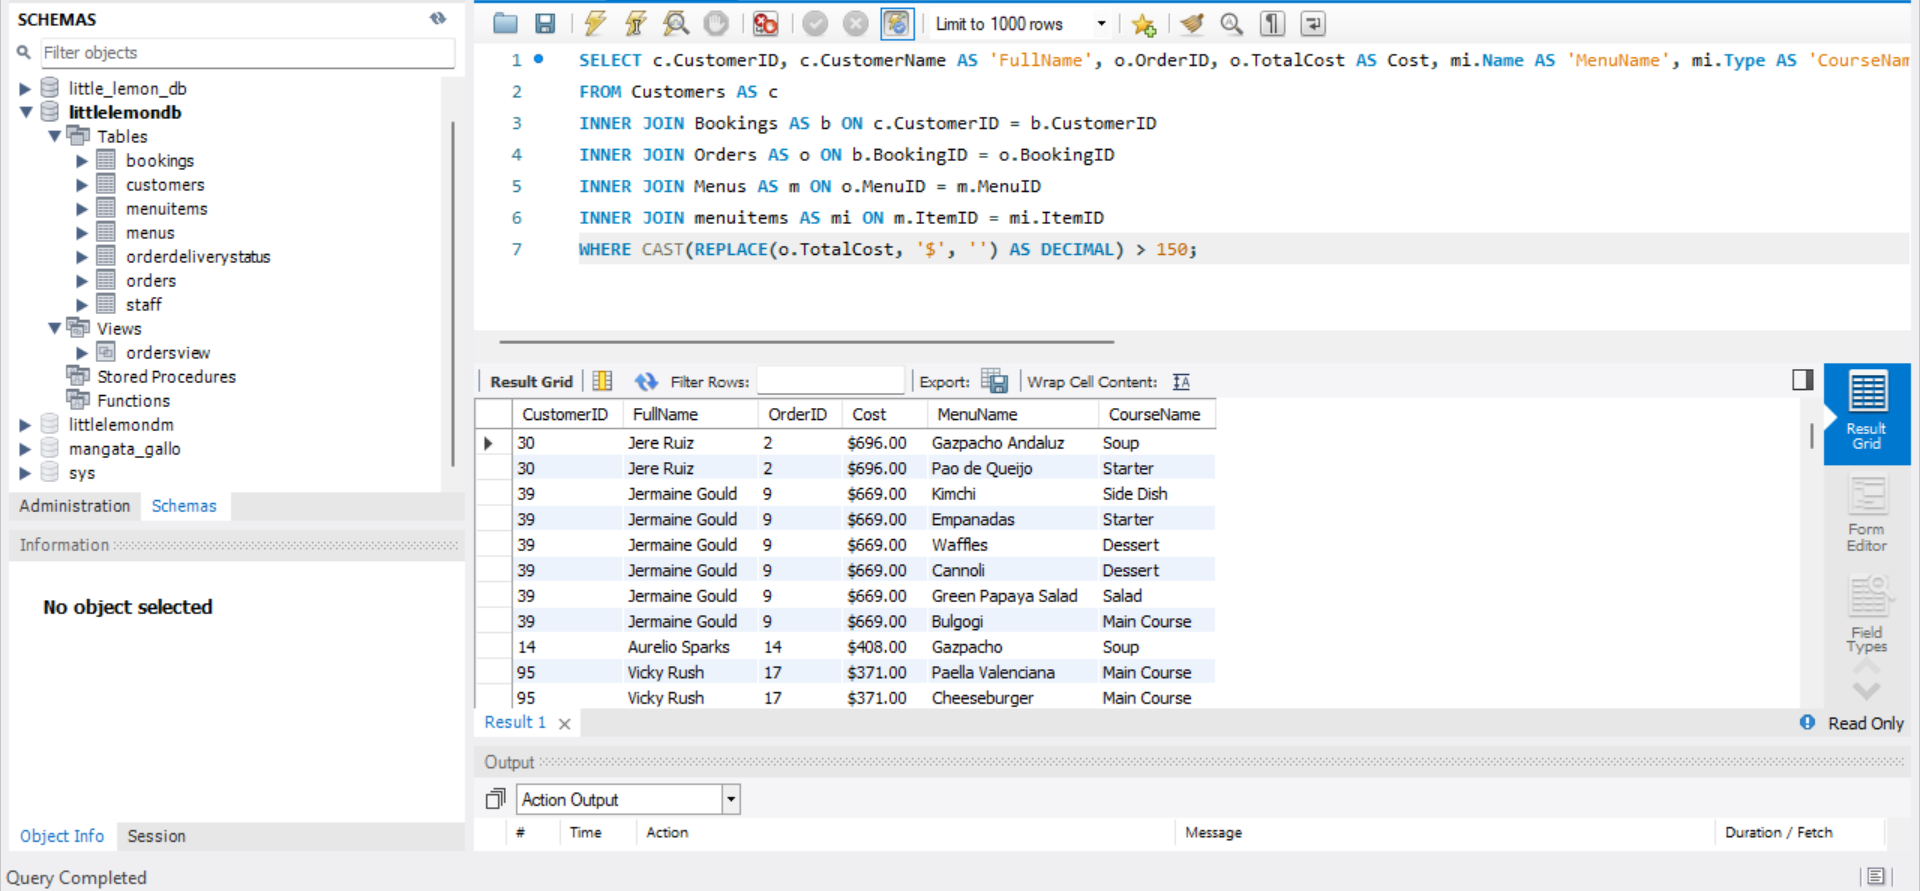 SCHEMAS
Filter objects
little_lemon_db
littlelemondb
Tables
bookings
customers
menuitems
menus
orderdeliverystatus
orders
staff
Views
ordersview
Stored Procedures
Functions
littlelemondm
mangata_gallo
sys
Administration Schemas
Information
No object selected
Object Info Session
Query Completed
Limit to 1000 rows
1 SELECT c.CustomerID, c.CustomerName AS 'FullName', o.OrderID, o.TotalCost AS Cost, mi.Name AS 'MenuName', mi.Type AS 'CourseNam
2 FROM Customers AS c
3 INNER JOIN Bookings AS b ON c.CustomerID = b.CustomerID
4 INNER JOIN Orders AS o ON b.BookingID = o.BookingID
5 INNER JOIN Menus AS m ON o.MenuID = m.MenuID
6 INNER JOIN menuitems AS mi ON m.ItemID = mi.ItemID
7 WHERE CAST(REPLACE(o.TotalCost, '$', '') AS DECIMAL) > 150;
Result Grid Filter Rows: Export: Wrap Cell Content: IA
CustomerID FullName OrderID Cost MenuName CourseName
30 Jere Ruiz 2 $696.00 Gazpacho Andaluz Soup
30 Jere Ruiz 2 $696.00 Pao de Queijo Starter
39 Jermaine Gould 9 $669.00 Kimchi Side Dish
39 Jermaine Gould 9 $669.00 Empanadas Starter
39 Jermaine Gould 9 $669.00 Waffles Dessert
39 Jermaine Gould 9 $669.00 Cannoli Dessert
39 Jermaine Gould 9 $669.00 Green Papaya Salad Salad
39 Jermaine Gould 9 $669.00 Bulgogi Main Course
14 Aurelio Sparks 14 $408.00 Gazpacho Soup
95 Vicky Rush 17 $371.00 Paella Valenciana Main Course
95 Vicky Rush 17 $371.00 Cheeseburger Main Course
Result
Grid
Form
Editor
Field
Types
Result 1 Read Only
Output
Action Output
# Time Action Message Duration / Fetch